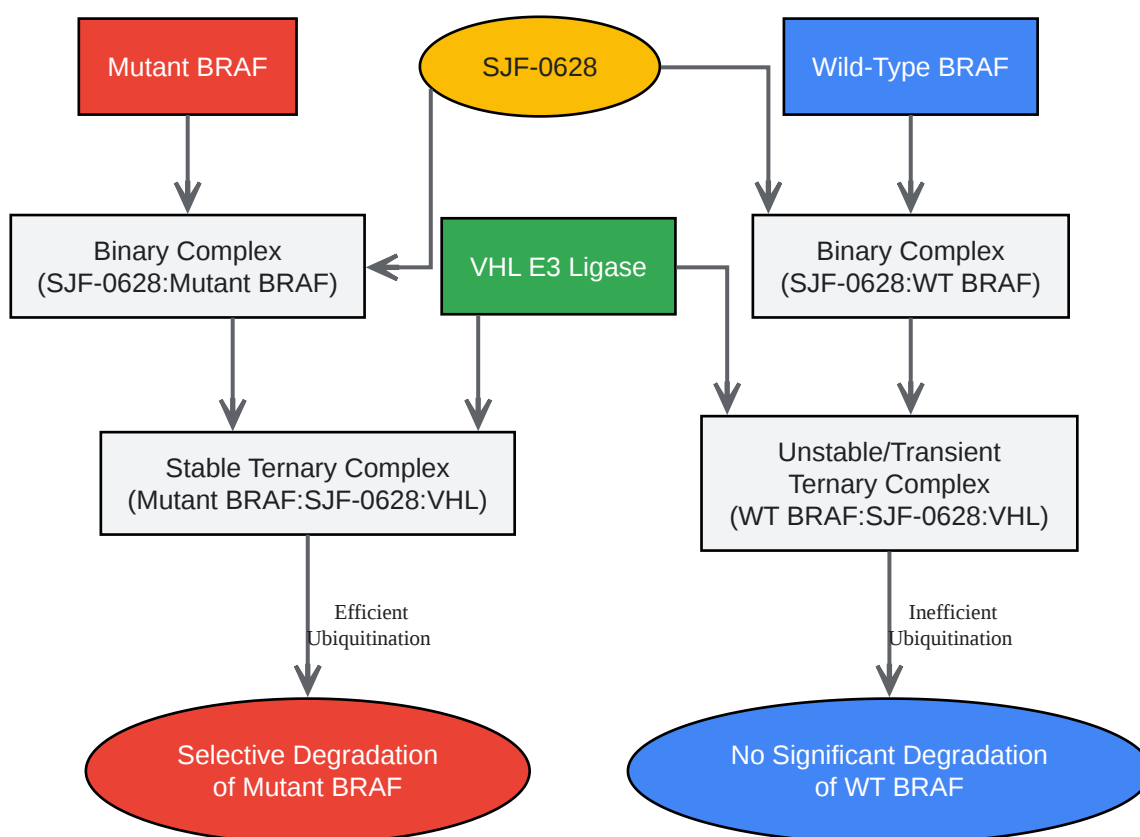 Mutant BRAF
SJF-0628
Wild-Type BRAF
Binary Complex
(SJF-0628:Mutant BRAF)
VHL E3 Ligase
Binary Complex
(SJF-0628:WT BRAF)
Stable Ternary Complex
(Mutant BRAF:SJF-0628:VHL)
Unstable/Transient
Ternary Complex
(WT BRAF:SJF-0628:VHL)
Efficient
Ubiquitination
Inefficient
Ubiquitination
Selective Degradation
of Mutant BRAF
No Significant Degradation
of WT BRAF